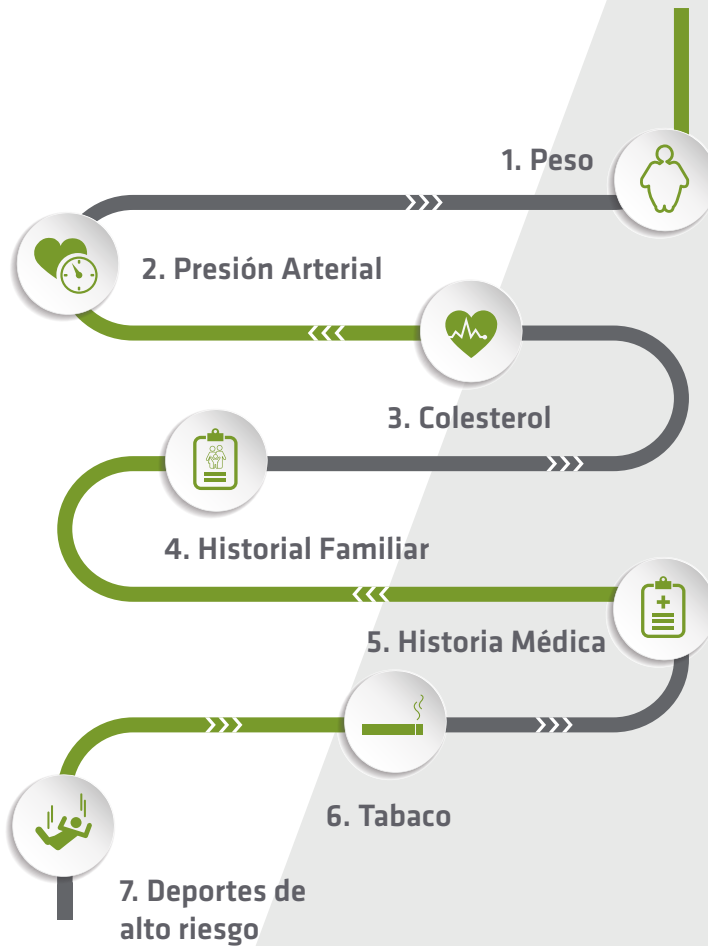 1. Peso
2. Presión Arterial
3. Colesterol
4. Historial Familiar
5. Historia Médica
6. Tabaco
7. Deportes de
alto riesgo